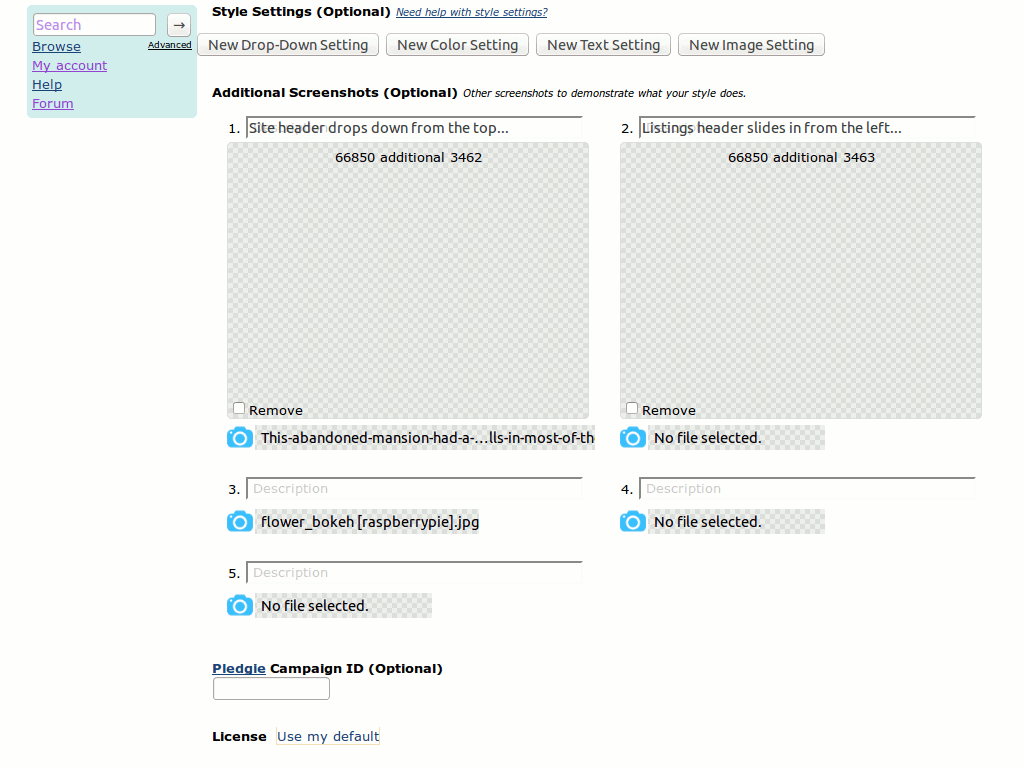 Search →
Browse Advanced
My account
Help
Forum
Style Settings (Optional) Need help with style settings?
New Drop-Down Setting New Color Setting New Text Setting New Image Setting
Additional Screenshots (Optional) Other screenshots to demonstrate what your style does.
1. Site header drops down from the top...
66850 additional 3462
Remove
This-abandoned-mansion-had-a-...lls-in-most-of-th
2. Listings header slides in from the left...
66850 additional 3463
Remove
No file selected.
3. Description
flower_bokeh [raspberrypie].jpg
4. Description
No file selected.
5. Description
No file selected.
Pledgie Campaign ID (Optional)
License Use my default